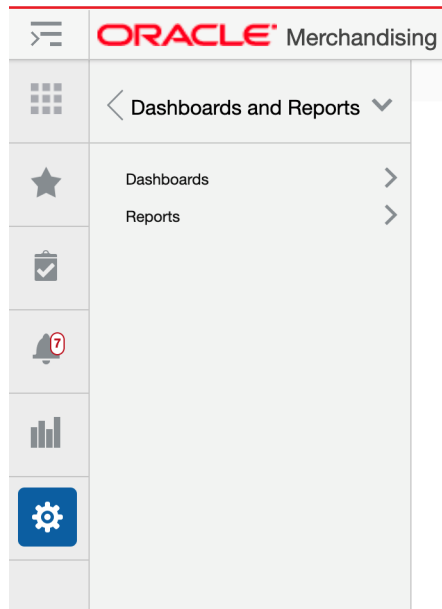 ORACLE Merchandising
Dashboards and Reports
Dashboards
Reports
7